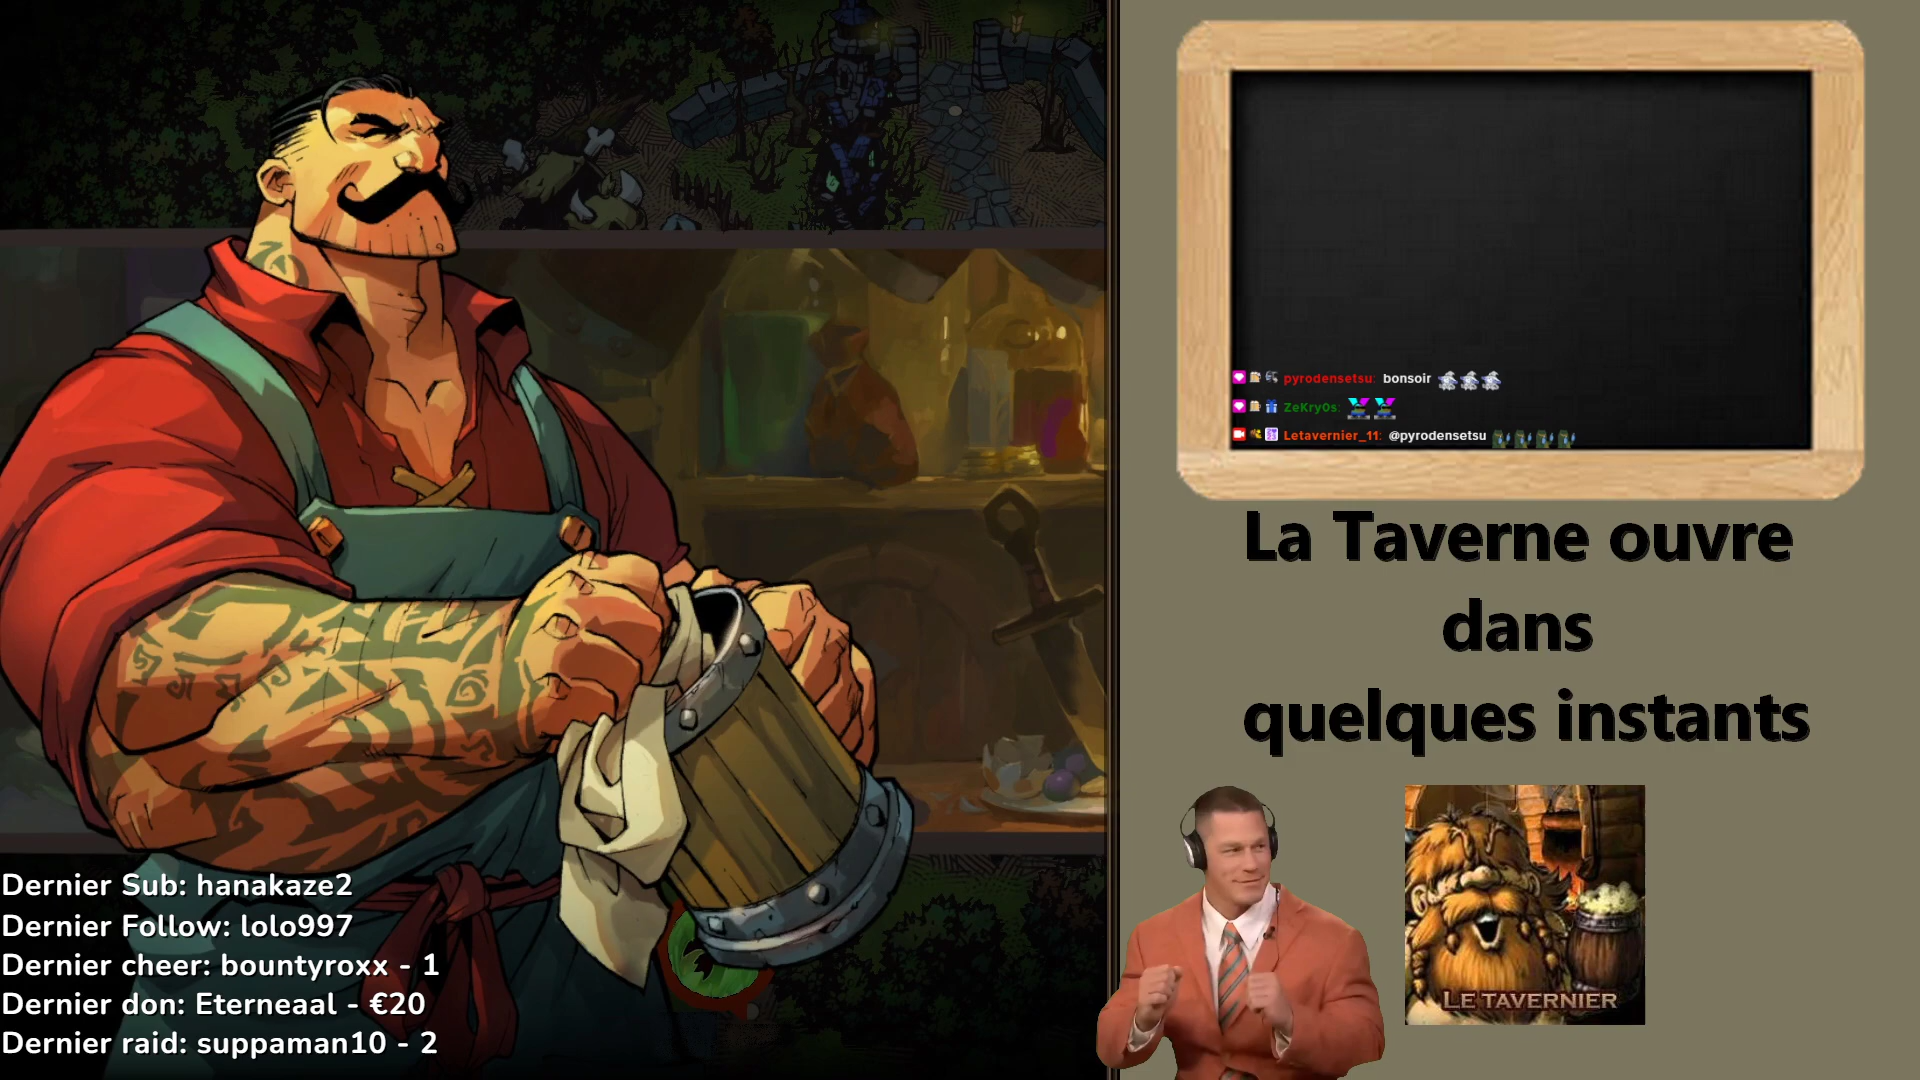 pyrodensetsu: bonsoir
ZeKry0s:
Letavernier_11: @pyrodensetsu
La Taverne ouvre
dans
quelques instants
LE TAVERNIER
Dernier Sub: hanakaze2
Dernier Follow: lolo997
Dernier cheer: bountyroxx - 1
Dernier don: Eterneaal - €20
Dernier raid: suppaman10 - 2